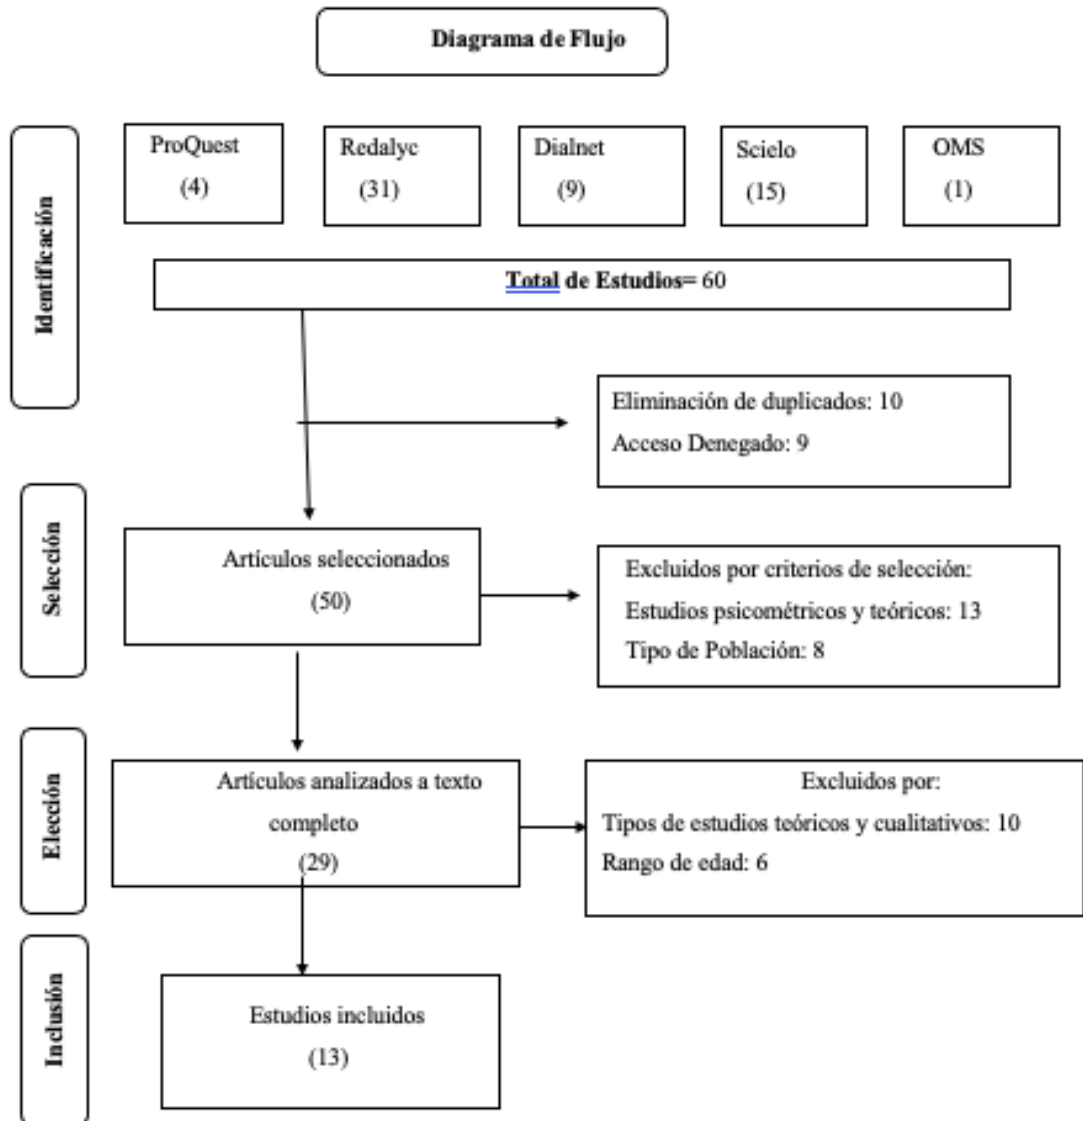 Diagrama de Flujo
Identificación
ProQuest
(4)
Redalyc
(31)
Dialnet
(9)
Scielo
(15)
OMS
(1)
Total de Estudios= 60
Eliminación de duplicados: 10
Acceso Denegado: 9
Selección
Artículos seleccionados
(50)
Excluidos por criterios de selección:
Estudios psicométricos y teóricos: 13
Tipo de Población: 8
Elección
Artículos analizados a texto
completo
(29)
Excluidos por:
Tipos de estudios teóricos y cualitativos: 10
Rango de edad: 6
Inclusión
Estudios incluidos
(13)